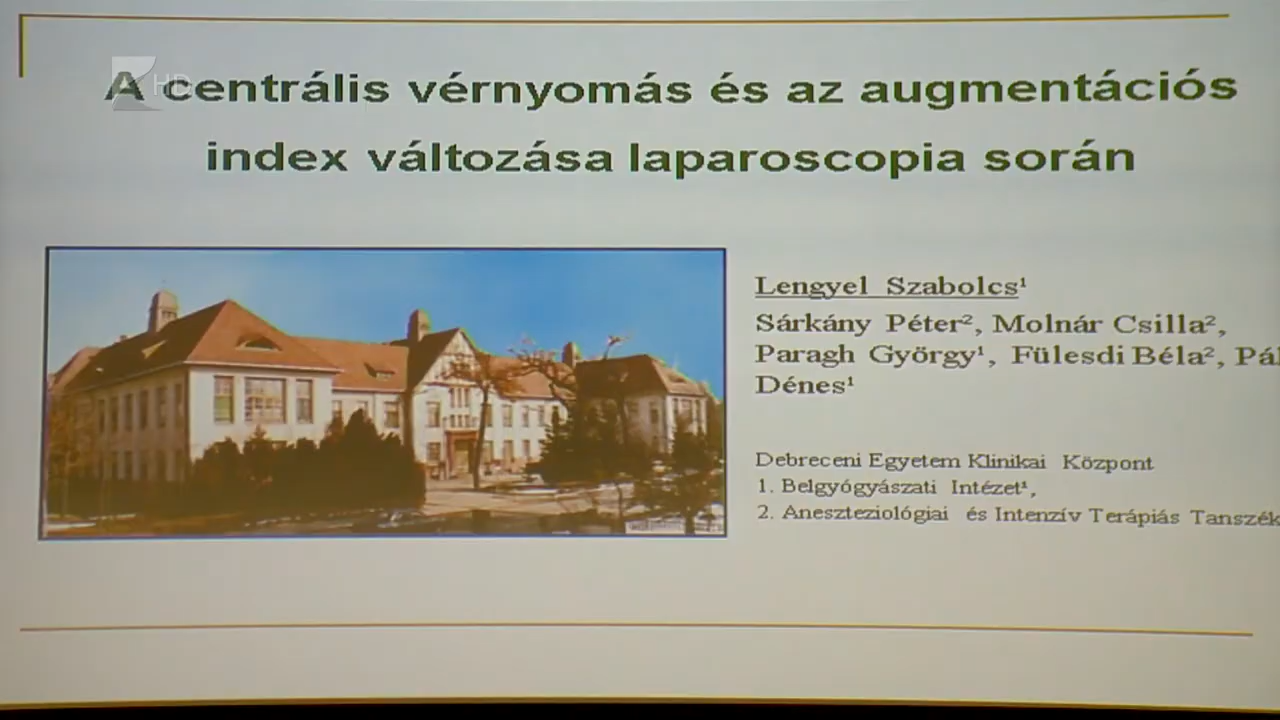 HD
A centrális vérnyomás és az augmentációs
index változása laparoscopia során
Lengyel Szabolcs¹
Sárkány Péter², Molnár Csilla²,
Paragh György¹, Fülesdi Béla², Pál
Dénes¹
Debreceni Egyetem Klinikai Központ
1. Belgyógyászati Intézet¹,
2. Aneszteziológiai és Intenzív Terápiás Tanszék